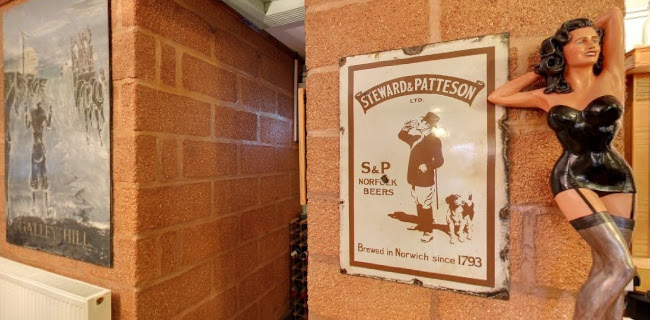 GALLEY HILL
STEWARD & PATTESON
LTD.
S&P
NORFOLK
BEERS
Brewed in Norwich since 1793